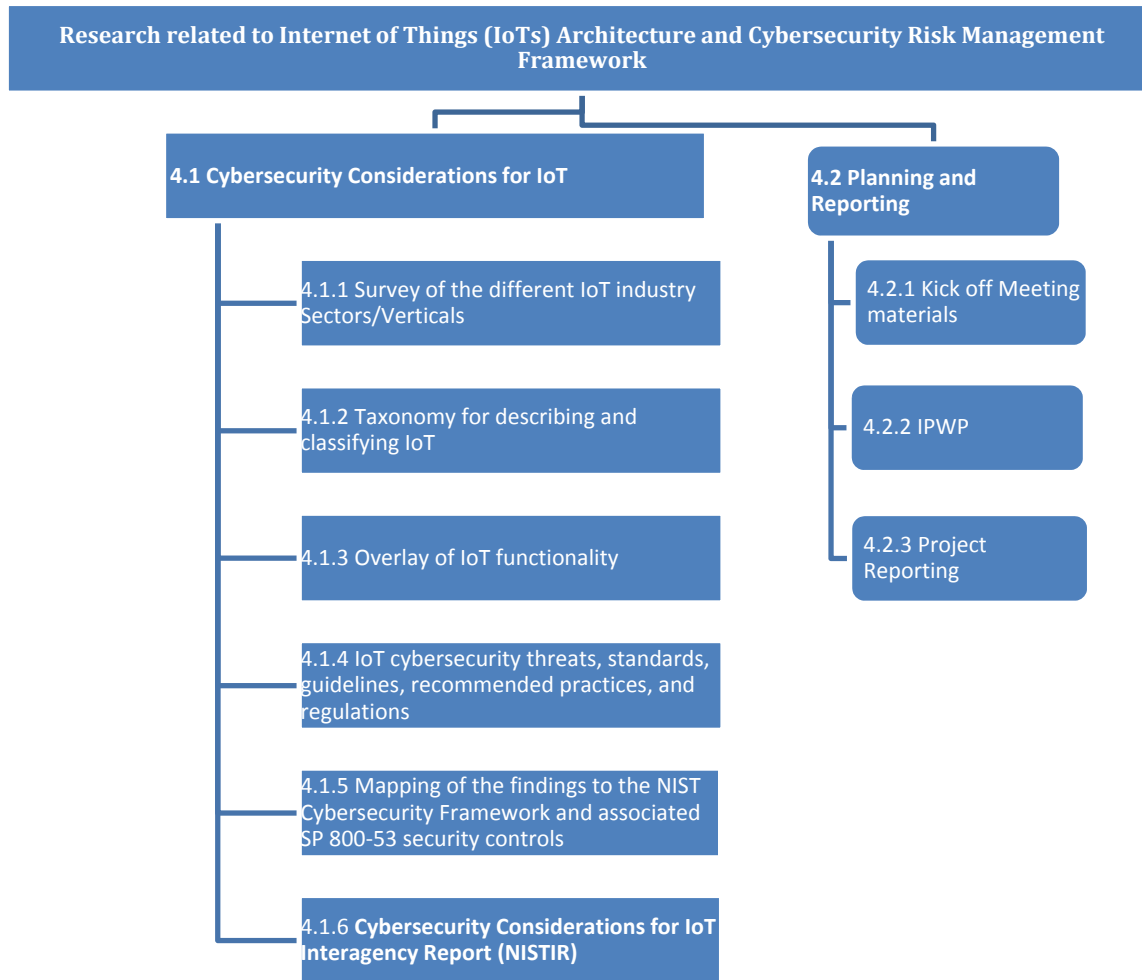 Research related to Internet of Things (IoTs) Architecture and Cybersecurity Risk Management
Framework
4.1 Cybersecurity Considerations for IoT
4.1.1 Survey of the different IoT industry
Sectors/Verticals
4.1.2 Taxonomy for describing and
classifying IoT
4.1.3 Overlay of IoT functionality
4.1.4 IoT cybersecurity threats, standards,
guidelines, recommended practices, and
regulations
4.1.5 Mapping of the findings to the NIST
Cybersecurity Framework and associated
SP 800-53 security controls
4.1.6 Cybersecurity Considerations for IoT
Interagency Report (NISTIR)
4.2 Planning and
Reporting
4.2.1 Kick off Meeting
materials
4.2.2 IPWP
4.2.3 Project
Reporting